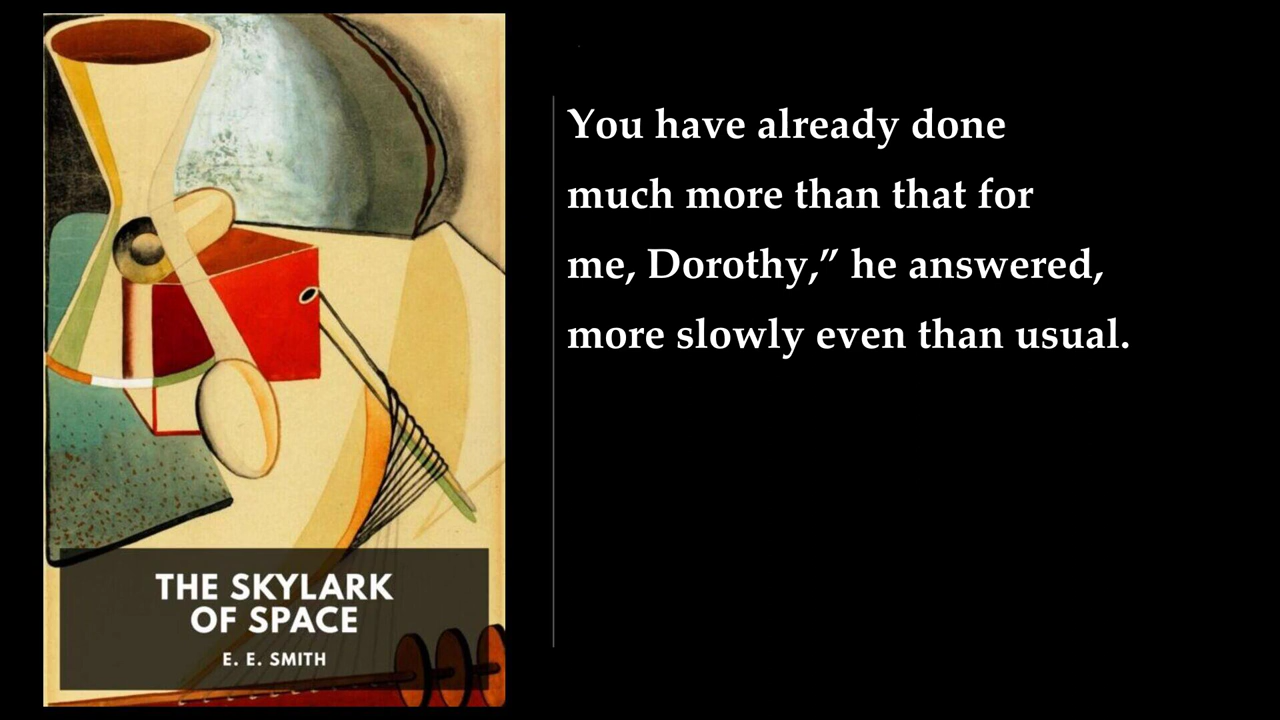 THE SKYLARK
OF SPACE
E. E. SMITH
You have already done
much more than that for
me, Dorothy,” he answered,
more slowly even than usual.